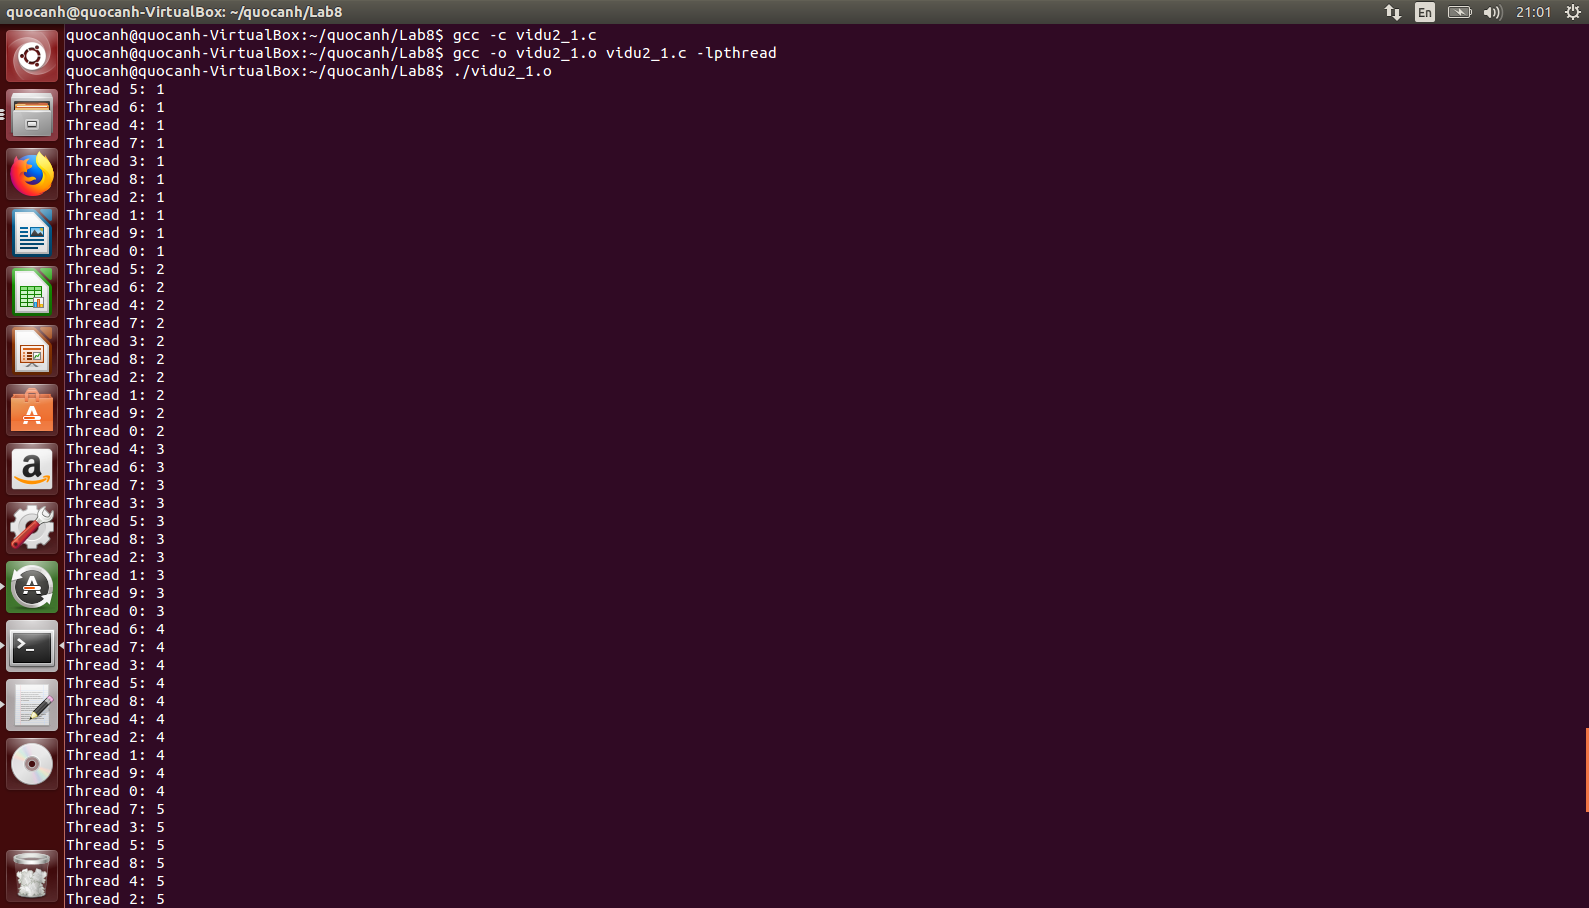 quocanh@quocanh-VirtualBox: ~/quocanh/Lab8
En
21:01
quocanh@quocanh-VirtualBox:~/quocanh/Lab8$ gcc -c vidu2_1.c
quocanh@quocanh-VirtualBox:~/quocanh/Lab8$ gcc -o vidu2_1.o vidu2_1.c -lpthread
quocanh@quocanh-VirtualBox:~/quocanh/Lab8$ ./vidu2_1.o
Thread 5: 1
Thread 6: 1
Thread 4: 1
Thread 7: 1
Thread 3: 1
Thread 8: 1
Thread 2: 1
Thread 1: 1
Thread 9: 1
Thread 0: 1
Thread 5: 2
Thread 6: 2
Thread 4: 2
Thread 7: 2
Thread 3: 2
Thread 8: 2
Thread 2: 2
Thread 1: 2
Thread 9: 2
Thread 0: 2
Thread 4: 3
Thread 6: 3
Thread 7: 3
Thread 3: 3
Thread 5: 3
Thread 8: 3
Thread 2: 3
Thread 1: 3
Thread 9: 3
Thread 0: 3
Thread 6: 4
Thread 7: 4
Thread 3: 4
Thread 5: 4
Thread 8: 4
Thread 4: 4
Thread 2: 4
Thread 1: 4
Thread 9: 4
Thread 0: 4
Thread 7: 5
Thread 3: 5
Thread 5: 5
Thread 8: 5
Thread 4: 5
Thread 2: 5